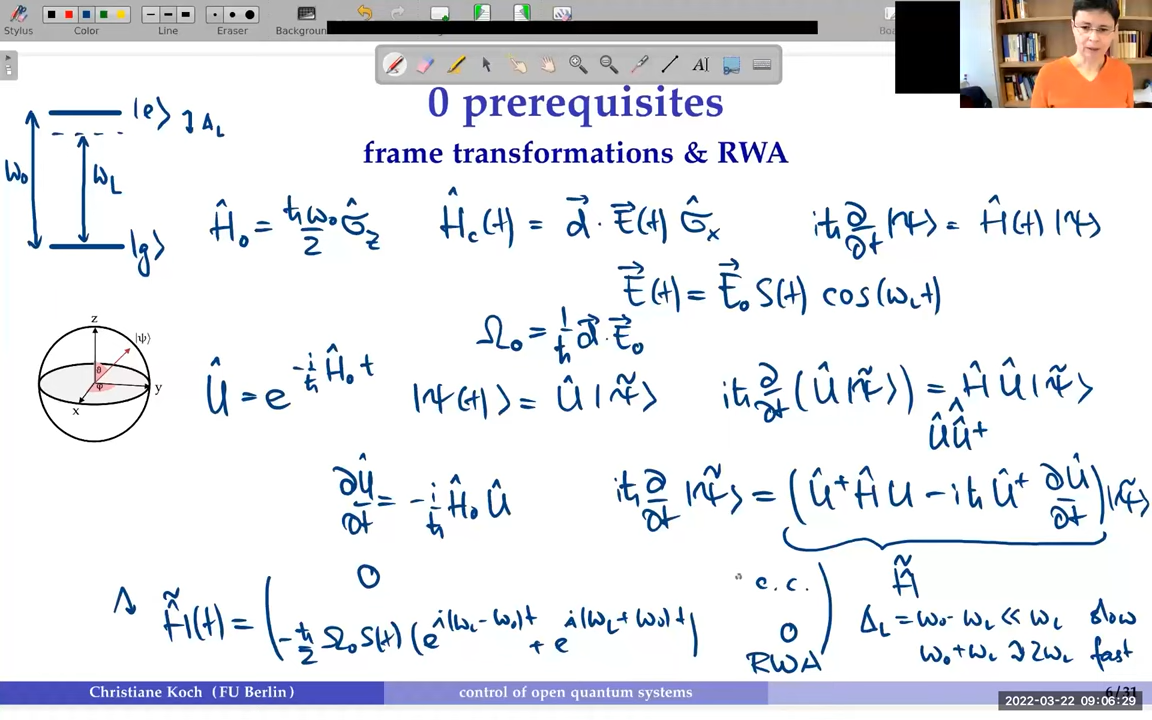 Stylus Color Line Eraser Backgroun
0 prerequisites
frame transformations & RWA
|e⟩ ↕ Δ_L
ω₀ ω_L
|g⟩
Ĥ₀ = ħω₀/2 σ̂_z   Ĥ_c(t) = d⃗ · E⃗(t) σ̂_x   iħ ∂/∂t |ψ⟩ = Ĥ(t) |ψ⟩
E⃗(t) = E⃗₀ S(t) cos(ω_L t)
Ω₀ = 1/ħ d⃗ · E⃗₀
z |ψ⟩ θ φ y x
Û = e^{-i/ħ Ĥ₀ t}   |ψ(t)⟩ = Û |ψ̃⟩   iħ ∂/∂t (Û |ψ̃⟩) = Ĥ Û |ψ̃⟩
Û Û⁺
∂Û/∂t = -i/ħ Ĥ₀ Û   iħ ∂/∂t |ψ̃⟩ = (Û⁺ Ĥ U - iħ Û⁺ ∂Û/∂t) |ψ̃⟩
H̃
H̃(t) = ( 0   c.c.
-ħ/2 Ω₀ S(t) (e^{i(ω_L - ω₀)t} + e^{i(ω_L + ω₀)t})   0 )
RWA
Δ_L = ω₀ - ω_L ≪ ω_L slow
ω₀ + ω_L ≈ 2ω_L fast
Christiane Koch (FU Berlin) control of open quantum systems 6/31
2022-03-22 09:06:29